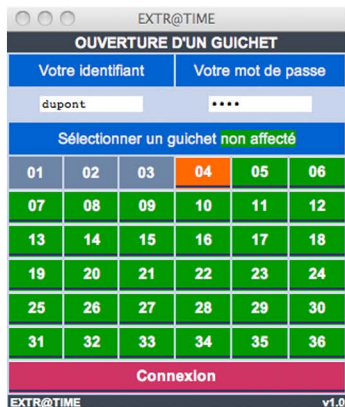 EXTR@TIME
OUVERTURE D'UN GUICHET
Votre identifiant Votre mot de passe
dupont ••••
Sélectionner un guichet non affecté
01 02 03 04 05 06
07 08 09 10 11 12
13 14 15 16 17 18
19 20 21 22 23 24
25 26 27 28 29 30
31 32 33 34 35 36
Connexion
EXTR@TIME v1.0